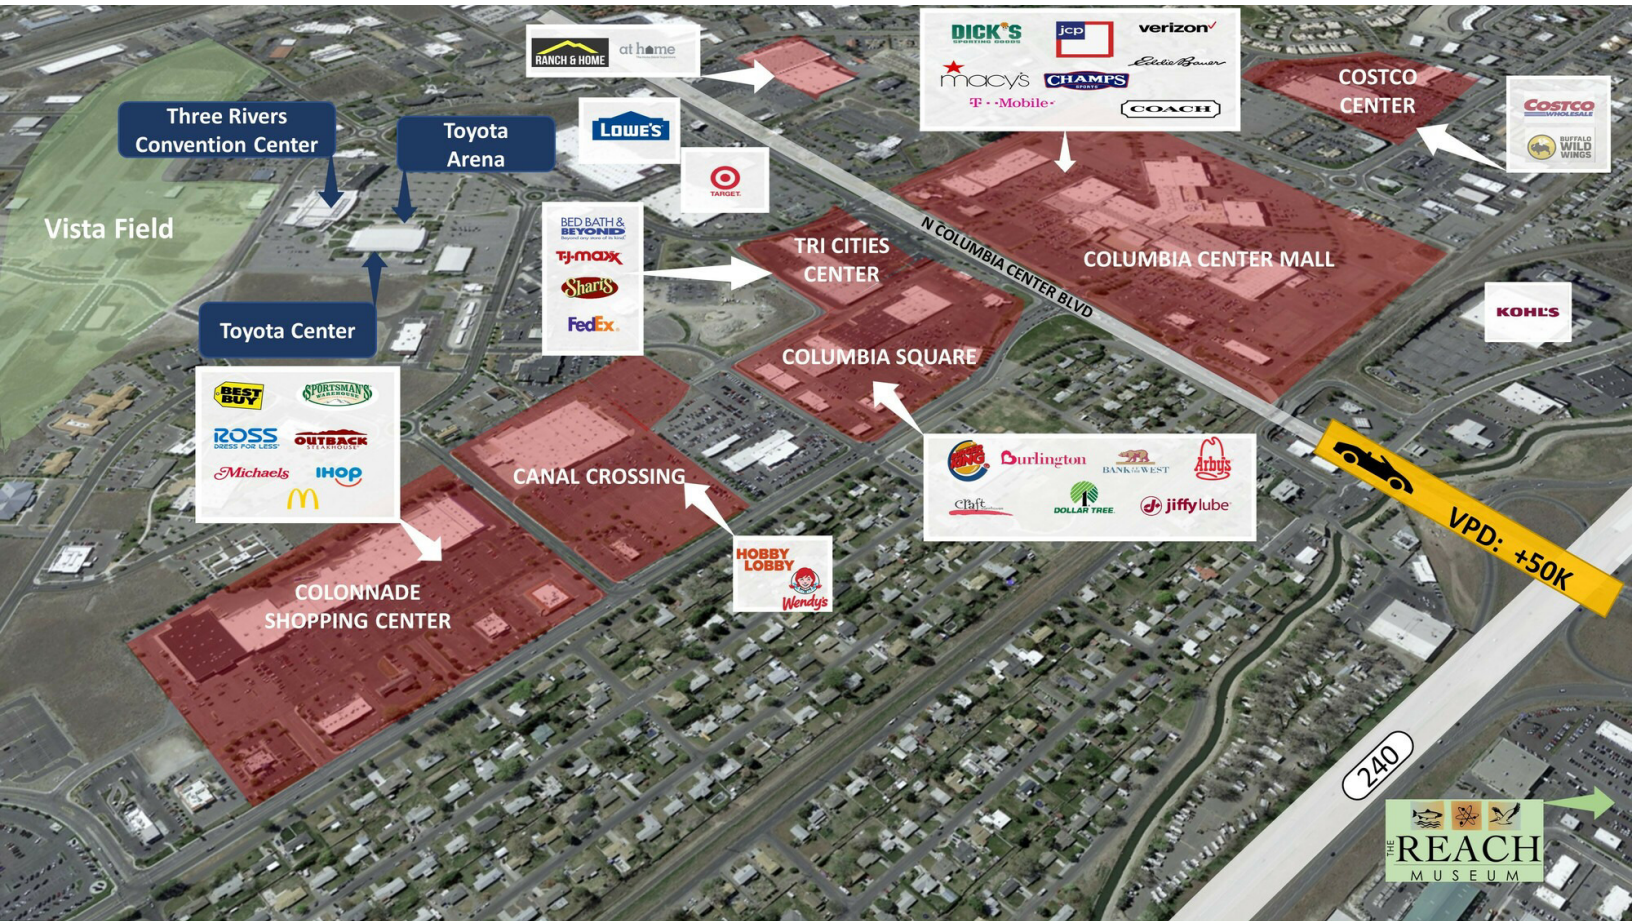 RANCH & HOME
at home
DICK'S
SPORTING GOODS
jcp
verizon
macy's
CHAMPS
SPORTS
Eddie Bauer
T-Mobile
COACH
COSTCO
CENTER
COSTCO
WHOLESALE
BUFFALO
WILD
WINGS
Three Rivers
Convention Center
Toyota
Arena
LOWE'S
TARGET
Vista Field
BED BATH &
BEYOND
T.J.maxx
Shari's
FedEx
TRI CITIES
CENTER
N COLUMBIA CENTER BLVD
COLUMBIA CENTER MALL
KOHL'S
Toyota Center
COLUMBIA SQUARE
BEST
BUY
SPORTSMAN'S
WAREHOUSE
ROSS
DRESS FOR LESS
OUTBACK
STEAKHOUSE
Michaels
IHOP
CANAL CROSSING
BURGER
KING
Burlington
BANK OF THE WEST
Arby's
craft
DOLLAR TREE
jiffy lube
VPD: +50K
HOBBY
LOBBY
Wendy's
COLONNADE
SHOPPING CENTER
240
THE
REACH
MUSEUM